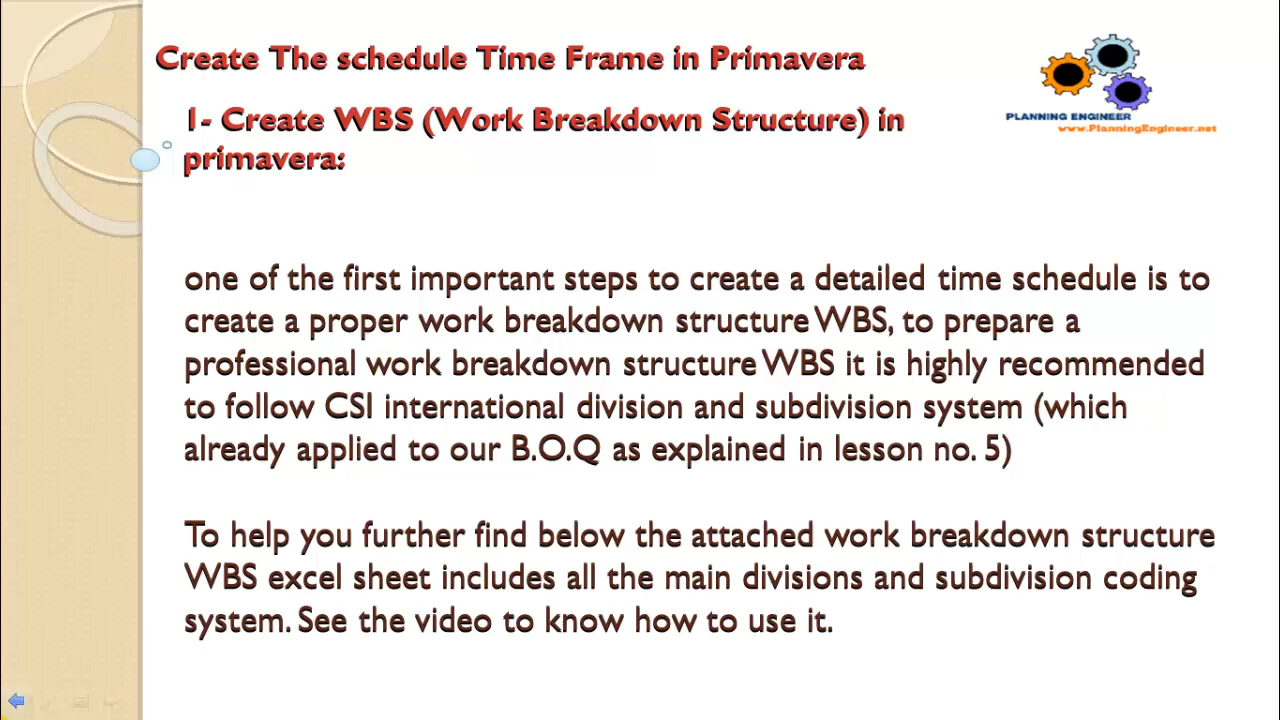 Create The schedule Time Frame in Primavera
1- Create WBS (Work Breakdown Structure) in
primavera:
PLANNING ENGINEER
www.PlanningEngineer.net
one of the first important steps to create a detailed time schedule is to
create a proper work breakdown structure WBS, to prepare a
professional work breakdown structure WBS it is highly recommended
to follow CSI international division and subdivision system (which
already applied to our B.O.Q as explained in lesson no. 5)
To help you further find below the attached work breakdown structure
WBS excel sheet includes all the main divisions and subdivision coding
system. See the video to know how to use it.